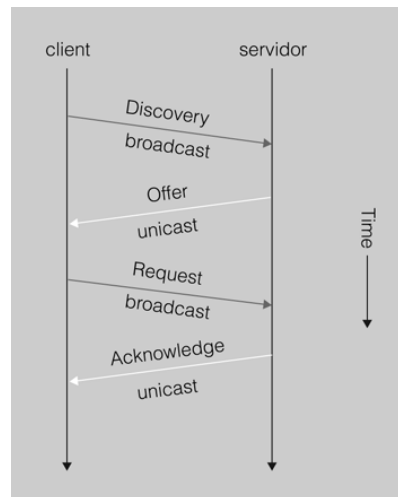 client
servidor
Discovery
broadcast
Offer
unicast
Time
Request
broadcast
Acknowledge
unicast